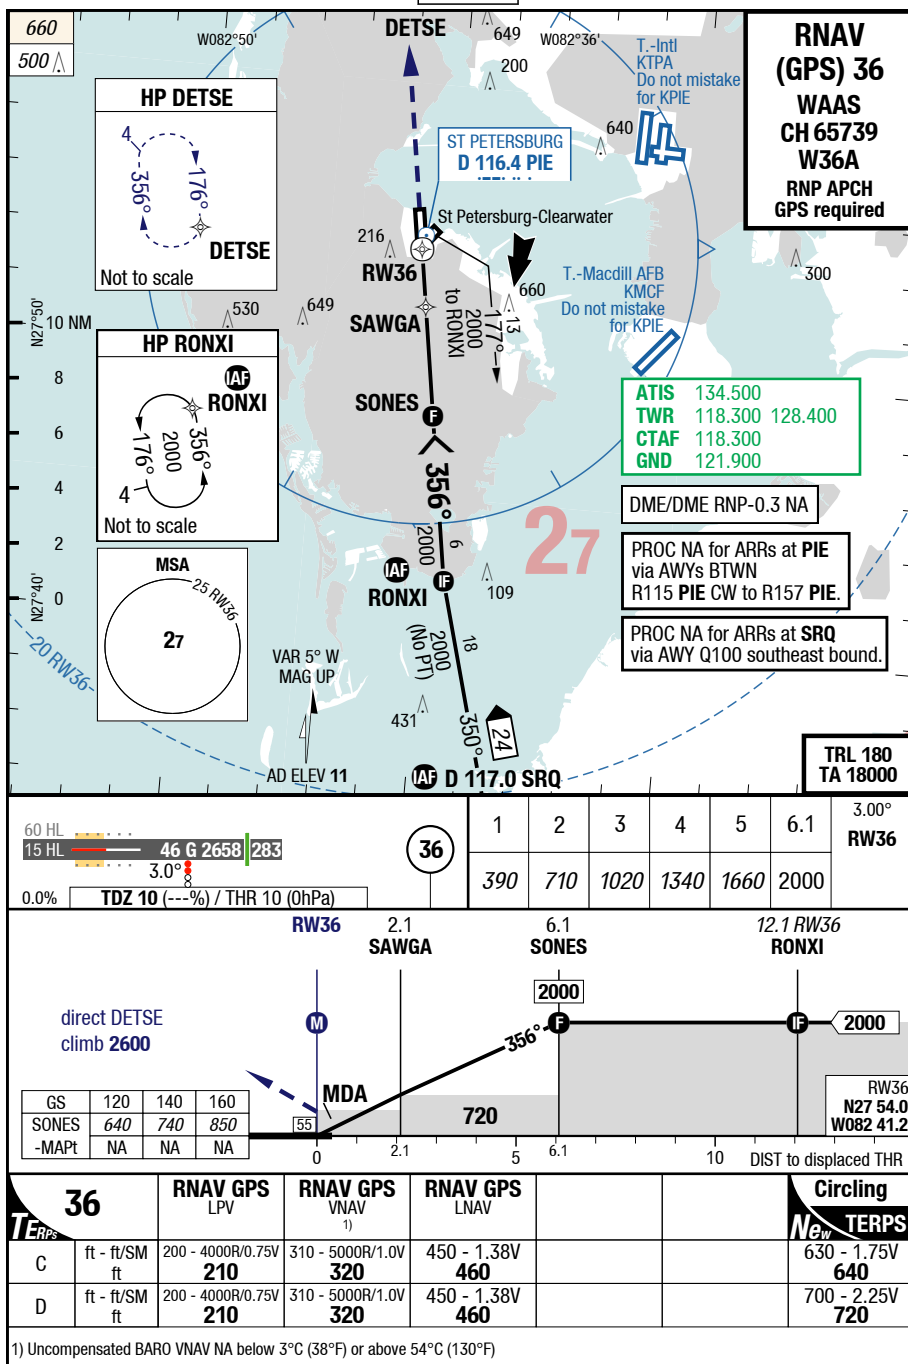 660
500
W082°50'
DETSE
649
W082°36'
200
T.-Intl
KTPA
Do not mistake
for KPIE
640
RNAV
(GPS) 36
WAAS
CH 65739
W36A
RNP APCH
GPS required
HP DETSE
4
356°
176°
DETSE
Not to scale
ST PETERSBURG
D 116.4 PIE
216
St Petersburg-Clearwater
RW36
300
T.-Macdill AFB
KMCF
Do not mistake
for KPIE
660
13
177°
2000
to RONXI
530
649
SAWGA
N27°50'
10 NM
8
6
4
2
0
N27°40'
HP RONXI
IAF
RONXI
176°
2000
356°
4
Not to scale
SONES
F
356°
6
2000
ATIS 134.500
TWR 118.300 128.400
CTAF 118.300
GND 121.900
27
DME/DME RNP-0.3 NA
PROC NA for ARRs at PIE
via AWYs BTWN
R115 PIE CW to R157 PIE.
PROC NA for ARRs at SRQ
via AWY Q100 southeast bound.
MSA
25 RW36
27
IAF
RONXI
IF
109
18
2000
(No PT)
20 RW36
VAR 5° W
MAG UP
431
350°
24
AD ELEV 11
IAF D 117.0 SRQ
TRL 180
TA 18000
60 HL
15 HL
46 G 2658 283
3.0°
0.0%
TDZ 10 (---%) / THR 10 (0hPa)
36
1 2 3 4 5 6.1
390 710 1020 1340 1660 2000
3.00°
RW36
RW36
2.1
SAWGA
6.1
SONES
12.1 RW36
RONXI
direct DETSE
climb 2600
M
2000
F
356°
IF
2000
MDA
720
55
GS 120 140 160
SONES 640 740 850
-MAPt NA NA NA
RW36
N27 54.0
W082 41.2
0 2.1 5 6.1 10 DIST to displaced THR
TERPs
36
RNAV GPS
LPV
RNAV GPS
VNAV
1)
RNAV GPS
LNAV
Circling
New TERPS
C
ft - ft/SM
ft
200 - 4000R/0.75V
210
310 - 5000R/1.0V
320
450 - 1.38V
460
630 - 1.75V
640
D
ft - ft/SM
ft
200 - 4000R/0.75V
210
310 - 5000R/1.0V
320
450 - 1.38V
460
700 - 2.25V
720
1) Uncompensated BARO VNAV NA below 3°C (38°F) or above 54°C (130°F)